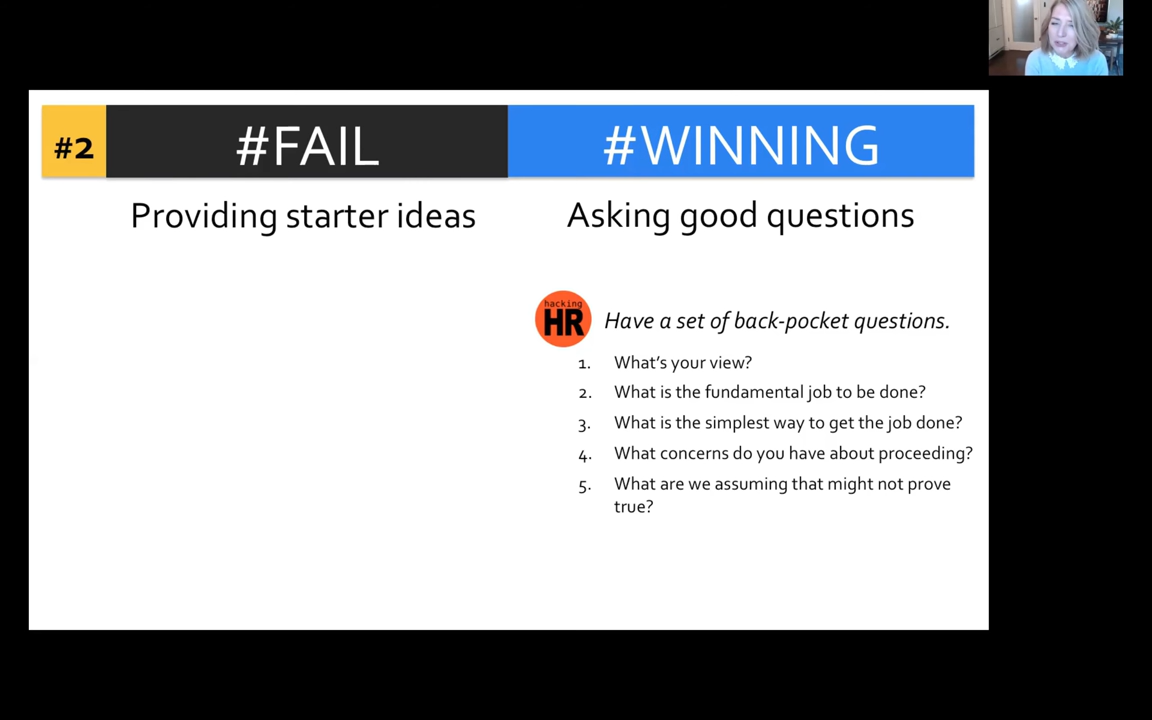 #2
#FAIL
#WINNING
Providing starter ideas
Asking good questions
hacking
HR
Have a set of back-pocket questions.
1. What's your view?
2. What is the fundamental job to be done?
3. What is the simplest way to get the job done?
4. What concerns do you have about proceeding?
5. What are we assuming that might not prove
true?